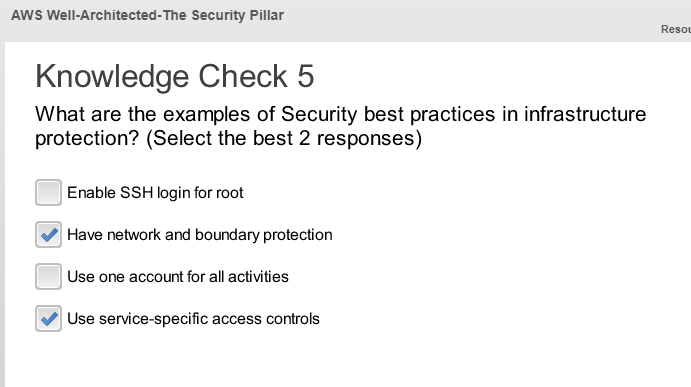 AWS Well-Architected-The Security Pillar
Knowledge Check 5
What are the examples of Security best practices in infrastructure
protection? (Select the best 2 responses)
Enable SSH login for root
Have network and boundary protection
Use one account for all activities
Use service-specific access controls